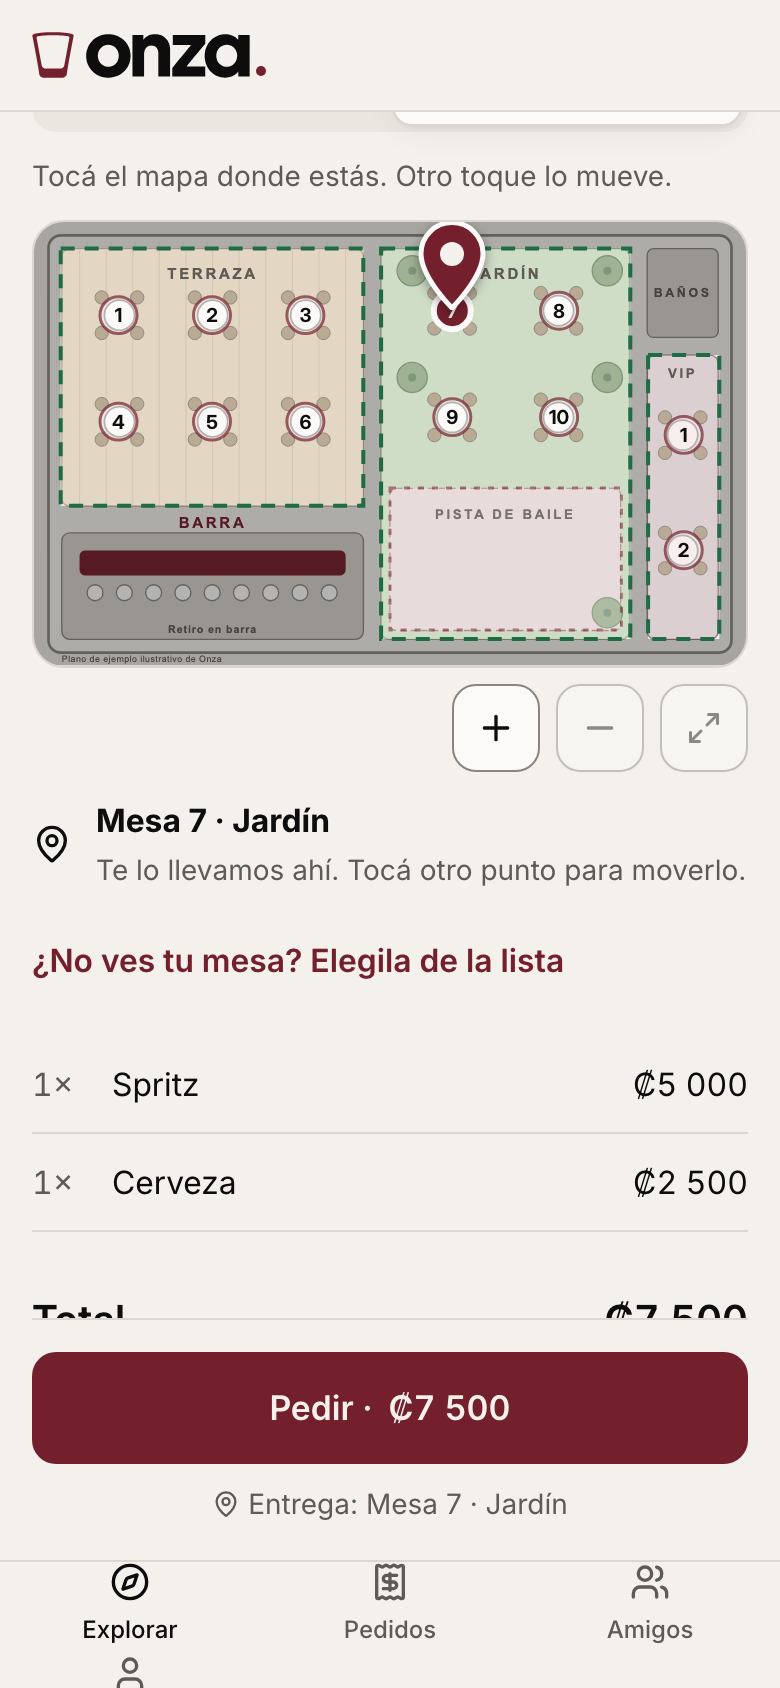 onza.
Tocá el mapa donde estás. Otro toque lo mueve.
TERRAZA
1
2
3
4
5
6
BARRA
Retiro en barra
ARDÍN
7
8
9
10
PISTA DE BAILE
BAÑOS
VIP
1
2
Plano de ejemplo ilustrativo de Onza
Mesa 7 · Jardín
Te lo llevamos ahí. Tocá otro punto para moverlo.
¿No ves tu mesa? Elegila de la lista
1× Spritz ₡5 000
1× Cerveza ₡2 500
Total ₡7 500
Pedir · ₡7 500
Entrega: Mesa 7 · Jardín
Explorar
Pedidos
Amigos